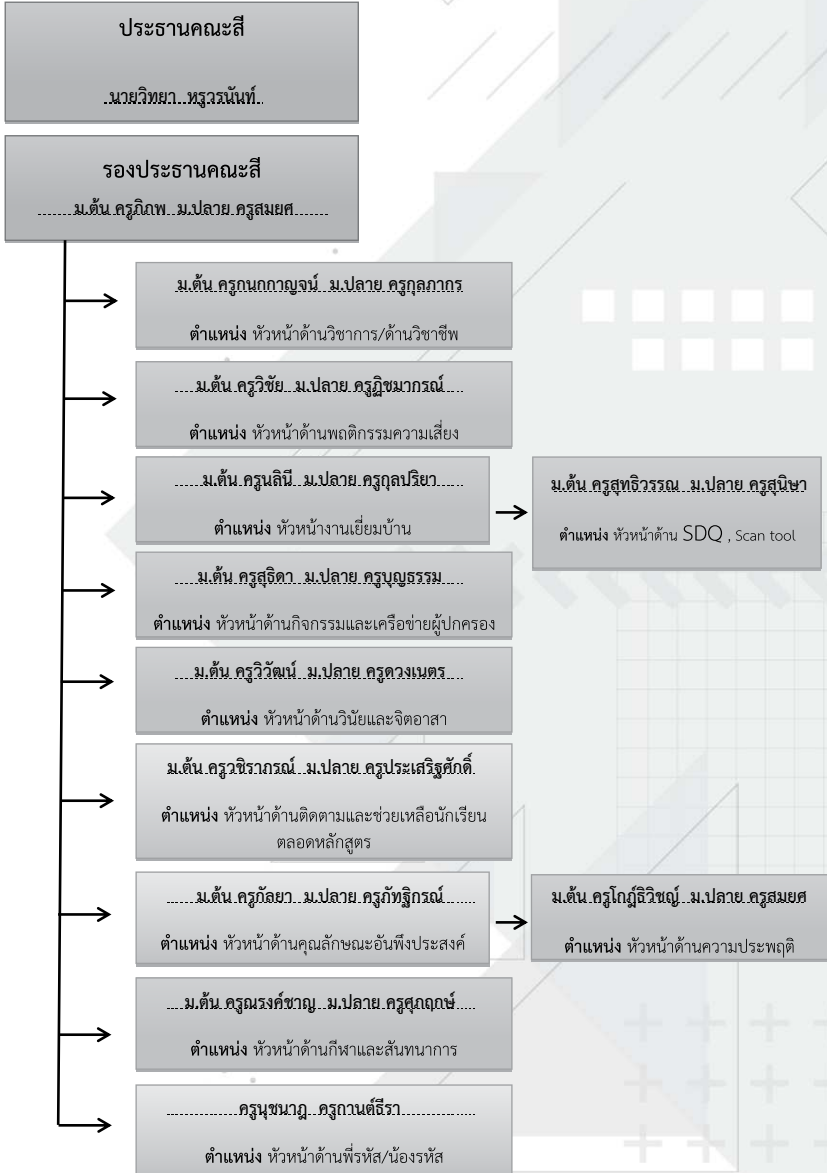 ประธานคณะสี
นายวิทยา หรูวรนันท์
รองประธานคณะสี
ม.ต้น ครูภิภพ ม.ปลาย ครูสมยศ
ม.ต้น ครูกนกกาญจน์ ม.ปลาย ครูกุลภากร
ตำแหน่ง หัวหน้าด้านวิชาการ/ด้านวิชาชีพ
ม.ต้น ครูวิชัย ม.ปลาย ครูฏิชมากรณ์
ตำแหน่ง หัวหน้าด้านพฤติกรรมความเสี่ยง
ม.ต้น ครูนลินี ม.ปลาย ครูกุลปริยา
ตำแหน่ง หัวหน้างานเยี่ยมบ้าน
ม.ต้น ครูสุทธิวรรณ ม.ปลาย ครูสุนิษา
ตำแหน่ง หัวหน้าด้าน SDQ , Scan tool
ม.ต้น ครูสุธิดา ม.ปลาย ครูบุญธรรม
ตำแหน่ง หัวหน้าด้านกิจกรรมและเครือข่ายผู้ปกครอง
ม.ต้น ครูวิวัฒน์ ม.ปลาย ครูดวงเนตร
ตำแหน่ง หัวหน้าด้านวินัยและจิตอาสา
ม.ต้น ครูวชิราภรณ์ ม.ปลาย ครูประเสริฐศักดิ์
ตำแหน่ง หัวหน้าด้านติดตามและช่วยเหลือนักเรียน
ตลอดหลักสูตร
ม.ต้น ครูกัลยา ม.ปลาย ครูภัทฐิกรณ์
ตำแหน่ง หัวหน้าด้านคุณลักษณะอันพึงประสงค์
ม.ต้น ครูโกฎ์ธิวิชญ์ ม.ปลาย ครูสมยศ
ตำแหน่ง หัวหน้าด้านความประพฤติ
ม.ต้น ครูณรงค์ชาญ ม.ปลาย ครูศุภฤกษ์
ตำแหน่ง หัวหน้าด้านกีฬาและสันทนาการ
ครูนุชนาฎ ครูกานต์ธีรา
ตำแหน่ง หัวหน้าด้านพี่รหัส/น้องรหัส